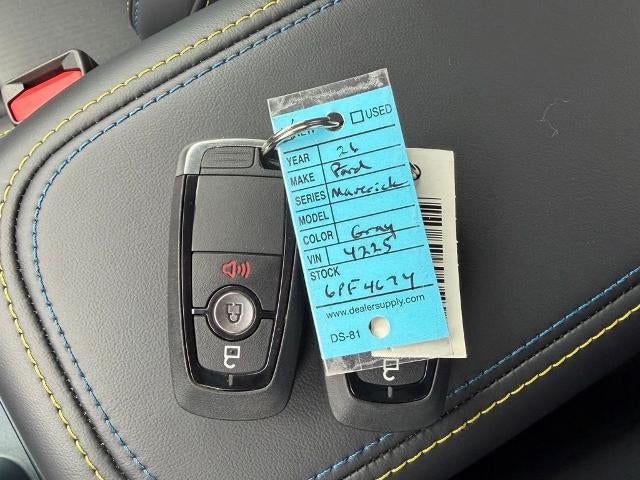 USED
YEAR 26
MAKE Ford
SERIES Maverick
MODEL
COLOR Gray
VIN 4225
STOCK
6PF4674
www.dealersupply.com
DS-81